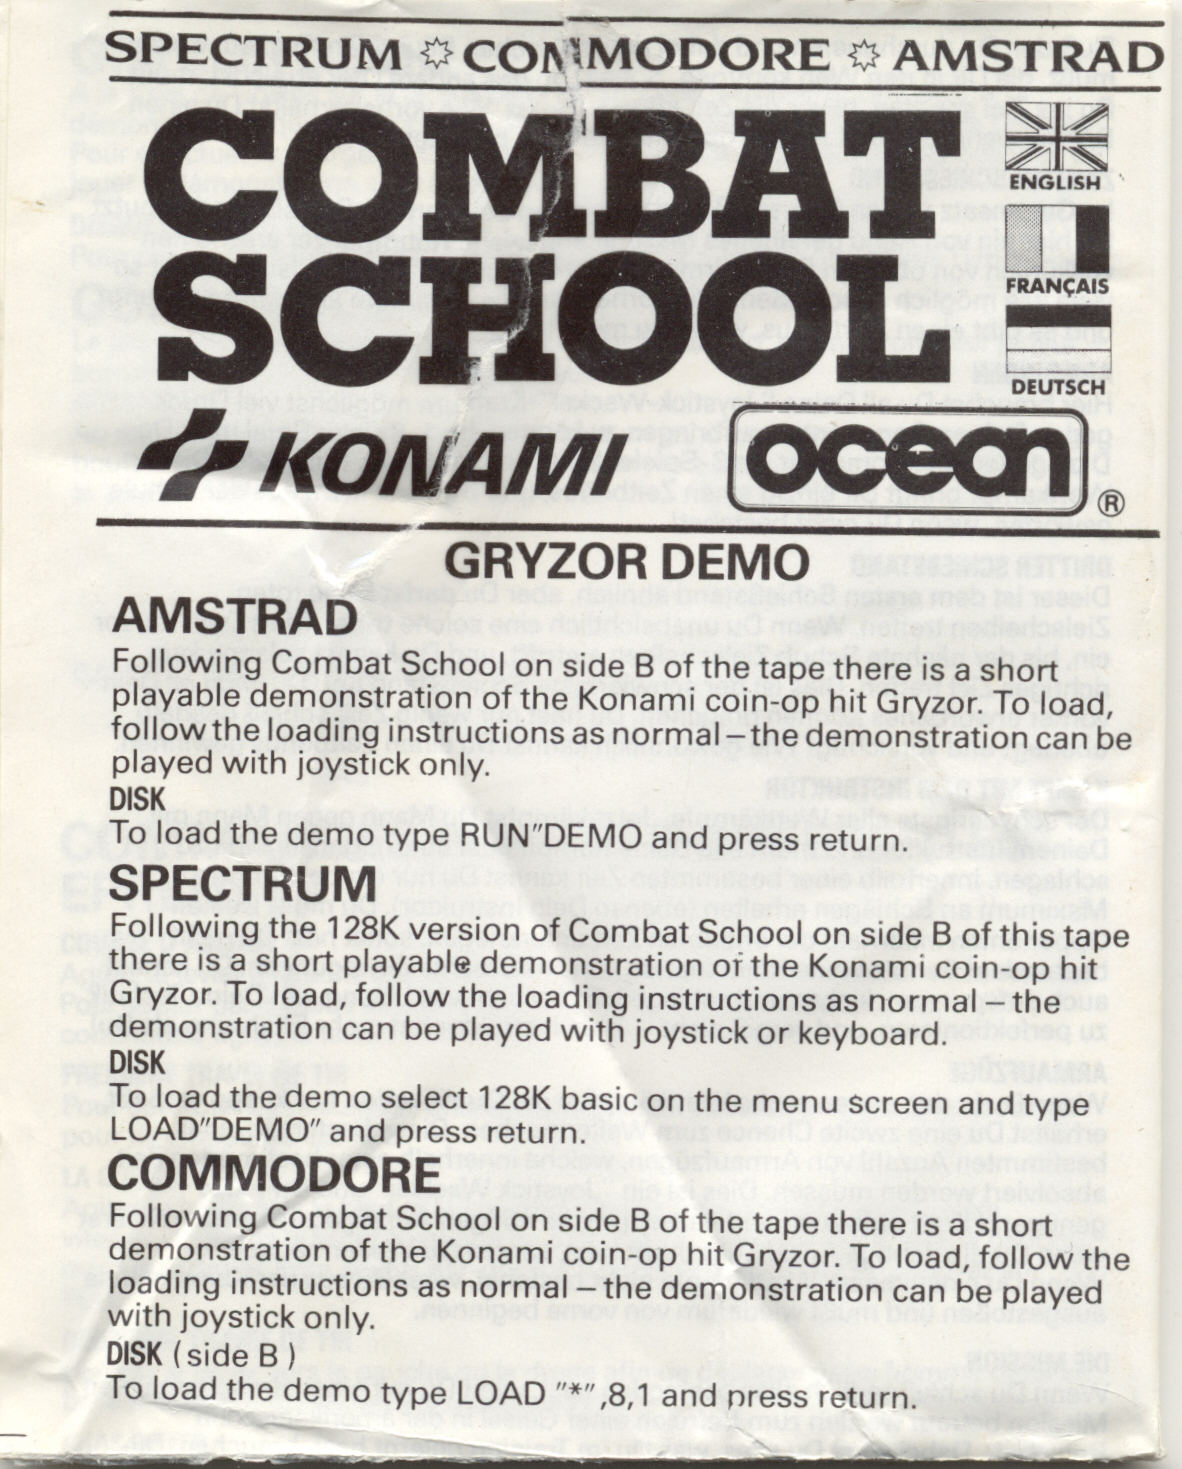 SPECTRUM COMMODORE AMSTRAD
COMBAT
SCHOOL
ENGLISH
FRANÇAIS
DEUTSCH
KONAMI
ocean ®
GRYZOR DEMO
AMSTRAD
Following Combat School on side B of the tape there is a short
playable demonstration of the Konami coin-op hit Gryzor. To load,
follow the loading instructions as normal – the demonstration can be
played with joystick only.
DISK
To load the demo type RUN"DEMO and press return.
SPECTRUM
Following the 128K version of Combat School on side B of this tape
there is a short playable demonstration of the Konami coin-op hit
Gryzor. To load, follow the loading instructions as normal – the
demonstration can be played with joystick or keyboard.
DISK
To load the demo select 128K basic on the menu screen and type
LOAD"DEMO" and press return.
COMMODORE
Following Combat School on side B of the tape there is a short
demonstration of the Konami coin-op hit Gryzor. To load, follow the
loading instructions as normal – the demonstration can be played
with joystick only.
DISK (side B)
To load the demo type LOAD "*",8,1 and press return.